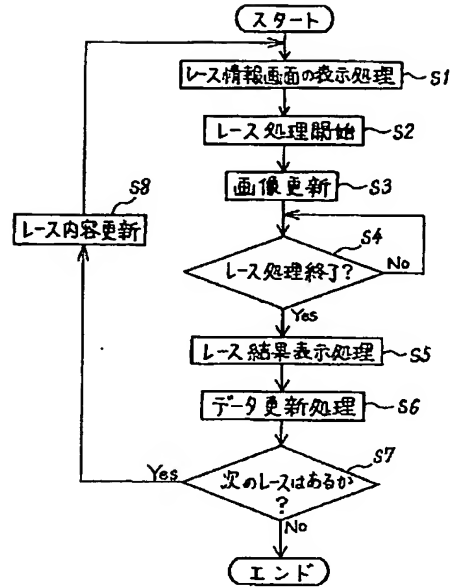 スタート
レース情報画面の表示処理 S1
レース処理開始 S2
画像更新 S3
S8
レース内容更新
S4
レース処理終了? No
Yes
レース結果表示処理 S5
データ更新処理 S6
S7
Yes 次のレースはあるか
?
No
エンド